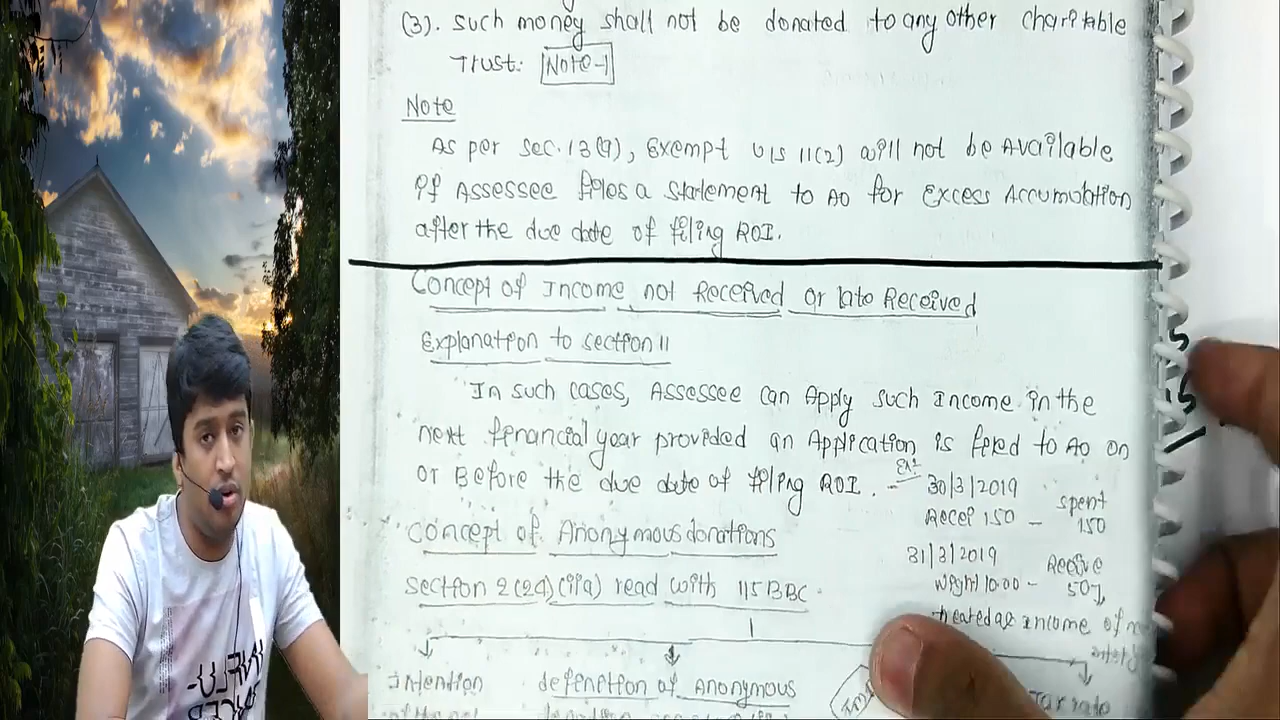 (3). Such money shall not be donated to any other charitable
Trust: Note-1
Note
As per sec.13(9), Exempt U/s 11(2) will not be Available
If Assessee files a Statement to AO for Excess Accumulation
after the due date of filing ROI.
Concept of Income not Received or late Received
Explanation to section 11
In such cases, Assessee can Apply such Income in the
next financial year provided an Application is filed to AO on
or Before the due date of filing ROI. - Ex:
30/3/2019
Recei 150 - spent 150
31/3/2019
1000 -
treated as income of
Concept of Anonymous donations
Section 2(24)(iia) read with 115BBC
Intention
definition of Anonymous
Tax rate